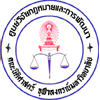 ศูนย์วิจัยกฎหมายและการพัฒนา
คณะนิติศาสตร์ จุฬาลงกรณ์มหาวิทยาลัย